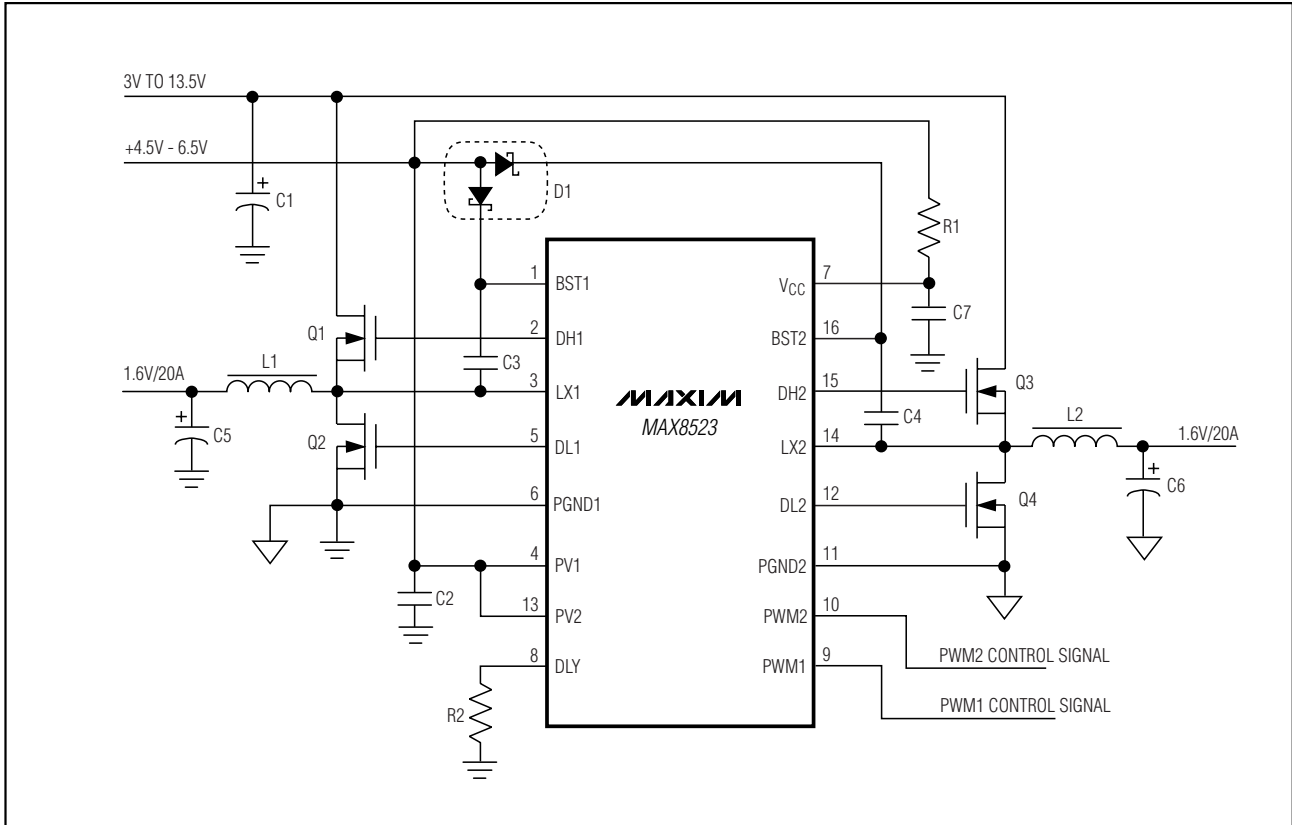 3V TO 13.5V
+4.5V - 6.5V
+
C1
D1
R1
1
BST1
7
VCC
C7
2
DH1
Q1
C3
16
BST2
1.6V/20A
L1
3
LX1
MAXIM
MAX8523
15
DH2
Q3
C4
+
C5
Q2
5
DL1
14
LX2
L2
1.6V/20A
+
C6
6
PGND1
12
DL2
Q4
4
PV1
11
PGND2
C2
13
PV2
10
PWM2
PWM2 CONTROL SIGNAL
8
DLY
9
PWM1
PWM1 CONTROL SIGNAL
R2